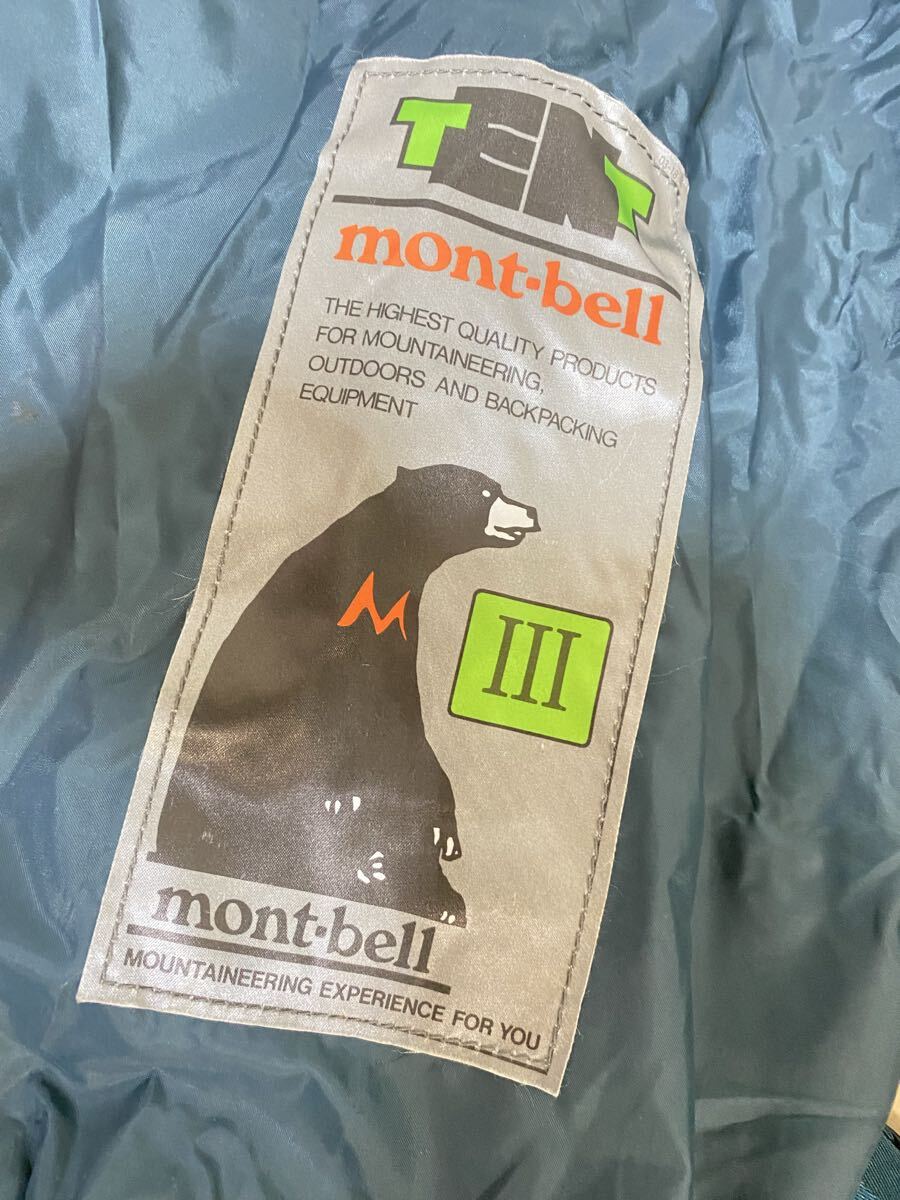 TENT
mont-bell
THE HIGHEST QUALITY PRODUCTS
FOR MOUNTAINEERING,
OUTDOORS AND BACKPACKING
EQUIPMENT
M
III
mont-bell
MOUNTAINEERING EXPERIENCE FOR YOU